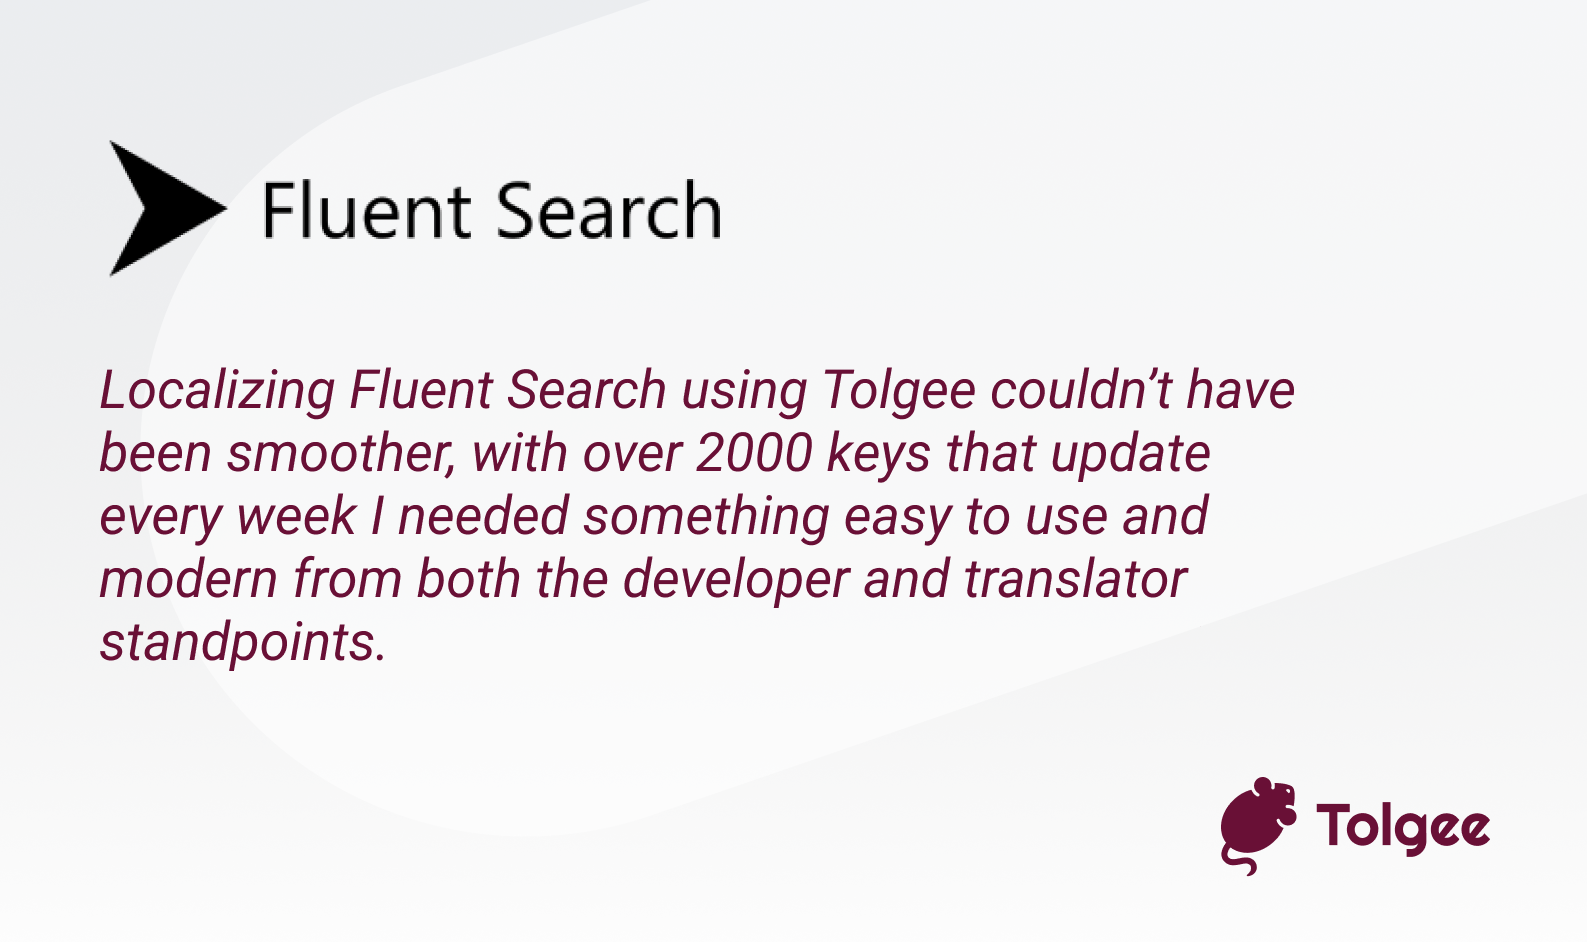 Fluent Search
Localizing Fluent Search using Tolgee couldn’t have
been smoother, with over 2000 keys that update
every week I needed something easy to use and
modern from both the developer and translator
standpoints.
Tolgee